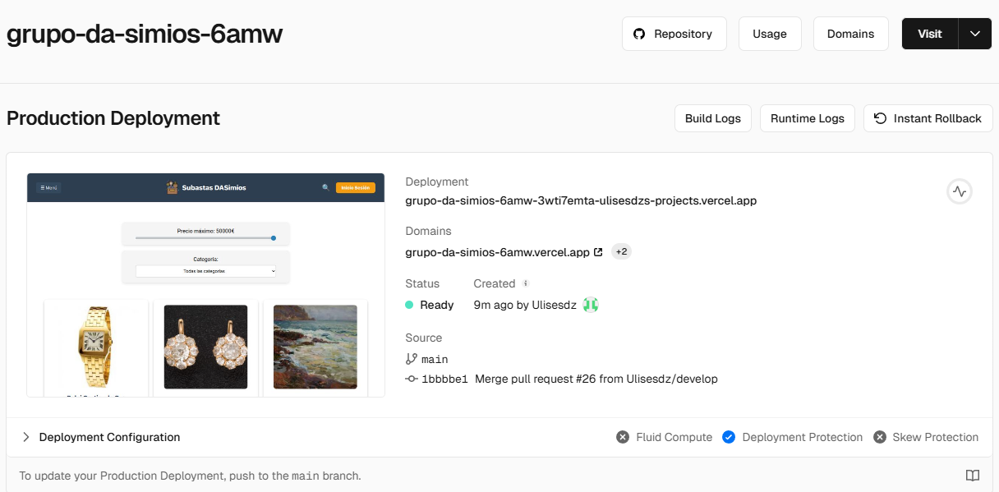 grupo-da-simios-6amw
Repository
Usage
Domains
Visit
Production Deployment
Build Logs
Runtime Logs
Instant Rollback
☰ Menú
Subastas DASimios
Inicio Sesión
Precio máximo: 50000€
Categoría:
Todas las categorías
Deployment
grupo-da-simios-6amw-3wti7emta-ulisesdzs-projects.vercel.app
Domains
grupo-da-simios-6amw.vercel.app +2
Status Created
Ready 9m ago by Ulisesdz
Source
main
1bbbbe1 Merge pull request #26 from Ulisesdz/develop
Deployment Configuration
Fluid Compute
Deployment Protection
Skew Protection
To update your Production Deployment, push to the main branch.